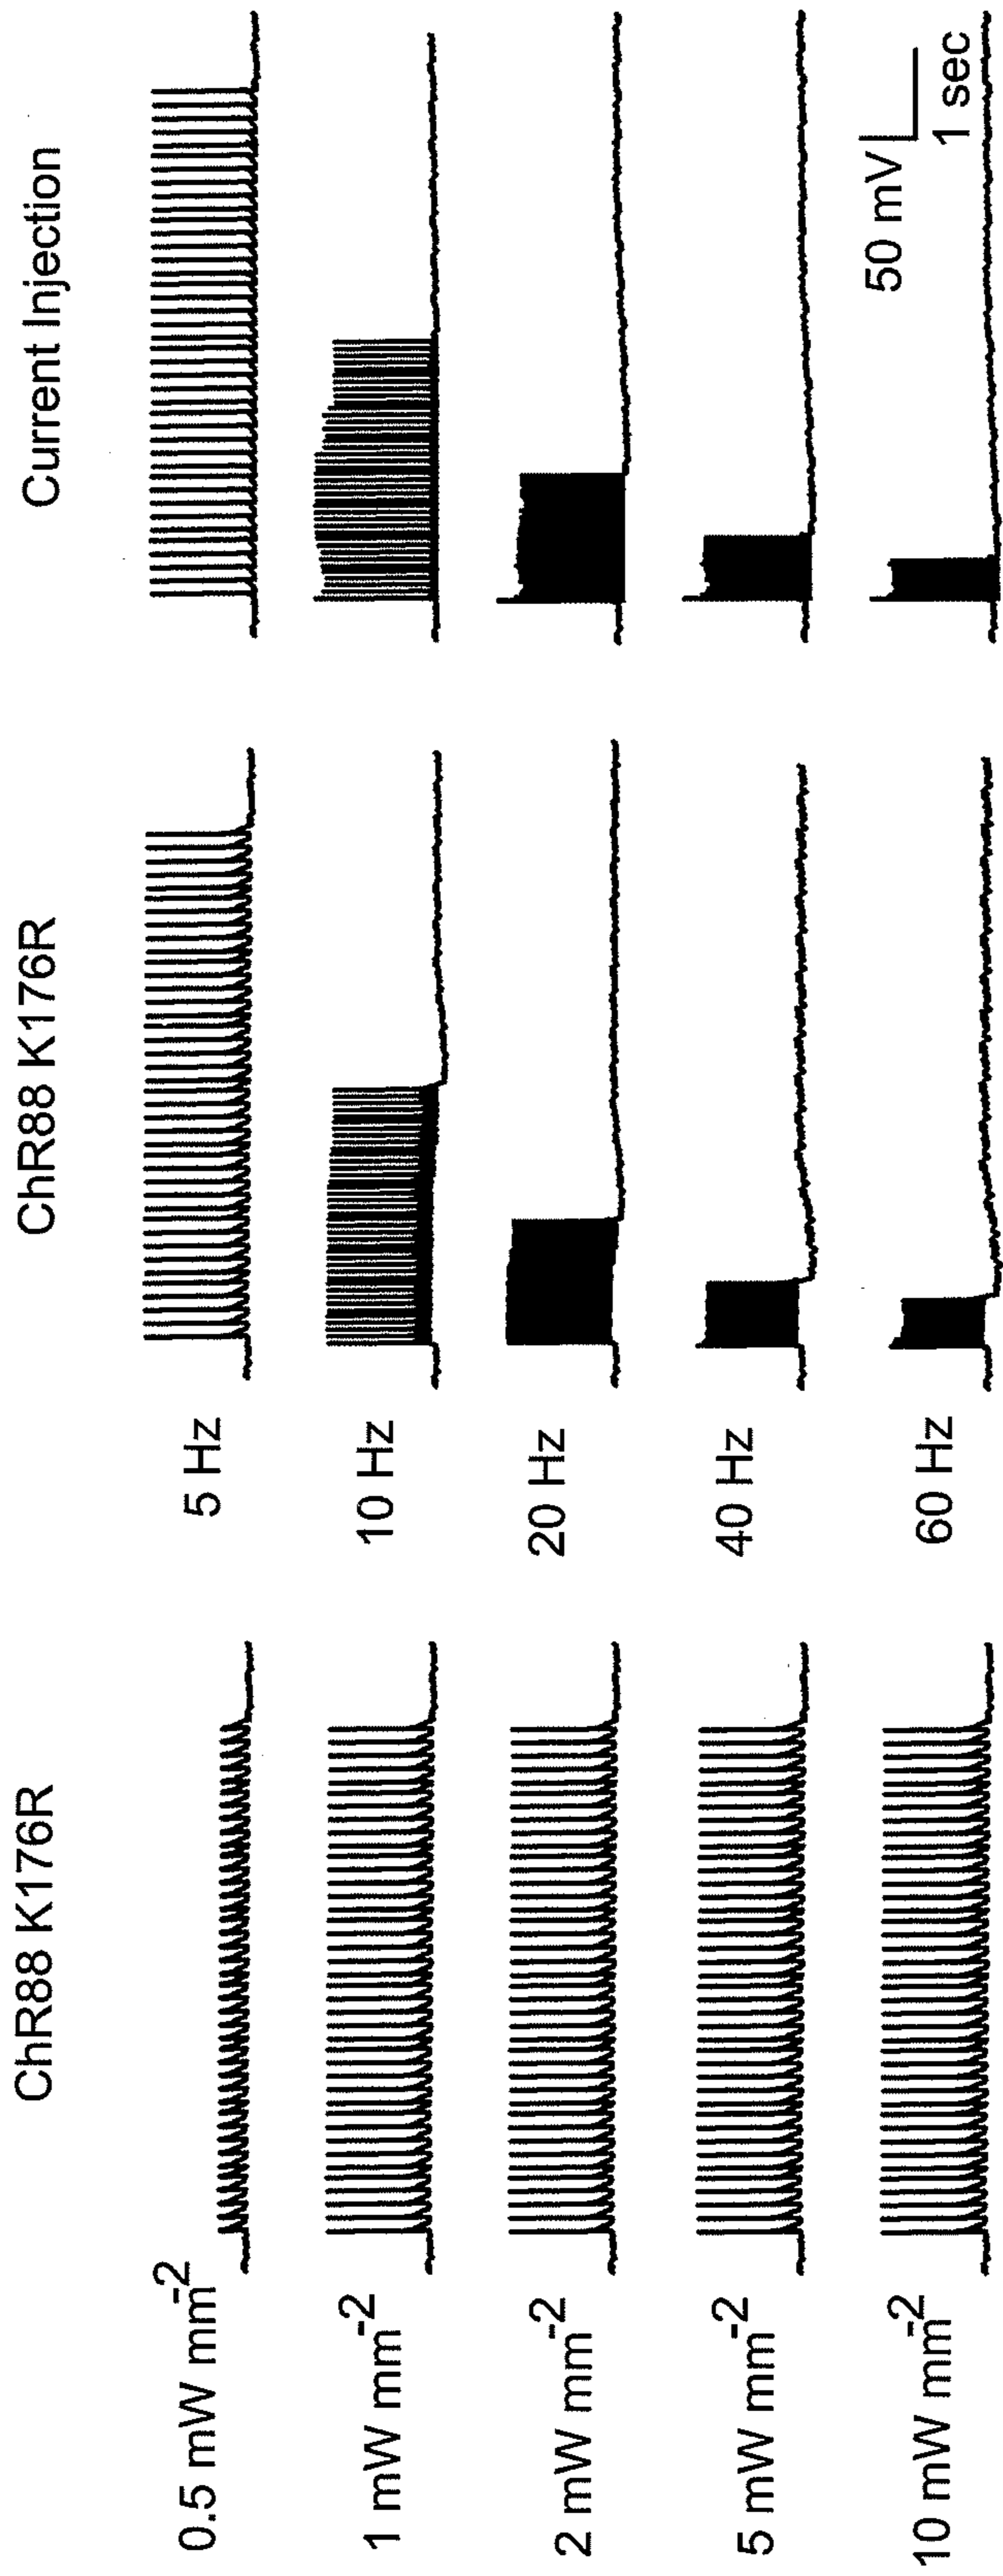 ChR88 K176R
ChR88 K176R
Current Injection
0.5 mW mm-2
1 mW mm-2
2 mW mm-2
5 mW mm-2
10 mW mm-2
5 Hz
10 Hz
20 Hz
40 Hz
60 Hz
50 mV
1 sec